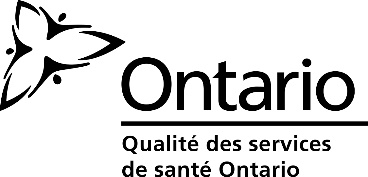 Ontario
Qualité des services
de santé Ontario